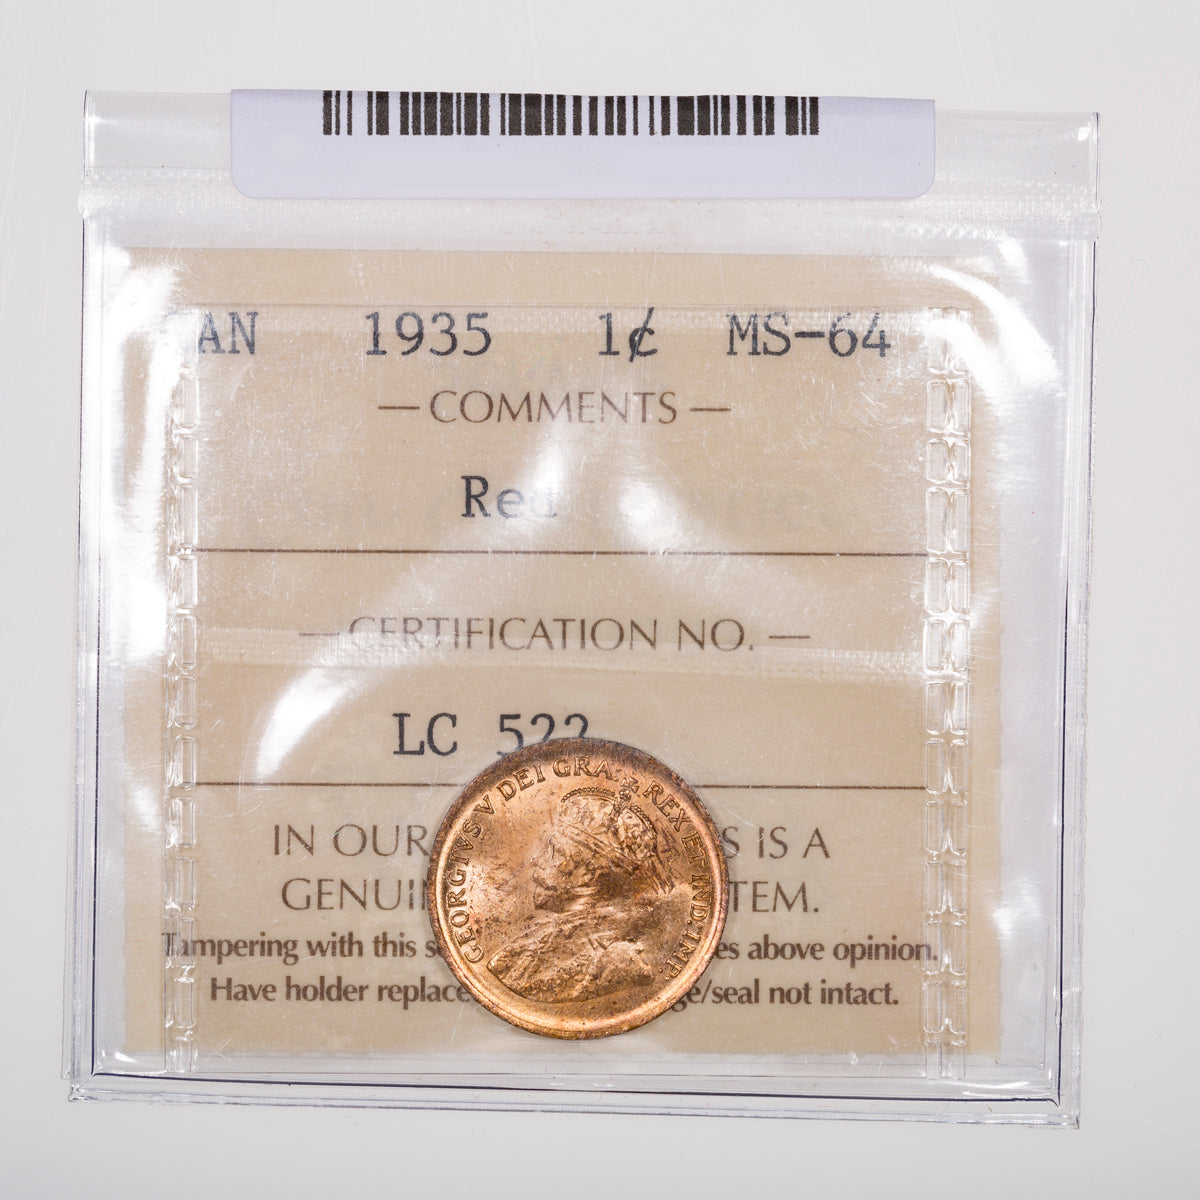 AN 1935 1¢ MS-64
— COMMENTS —
Red
— CERTIFICATION NO. —
LC 522
IN OUR S IS A
GENUI TEM.
Tampering with this s es above opinion.
Have holder replace ge/seal not intact.
GEORGIVS V DEI GRA: REX ET IND: IMP: